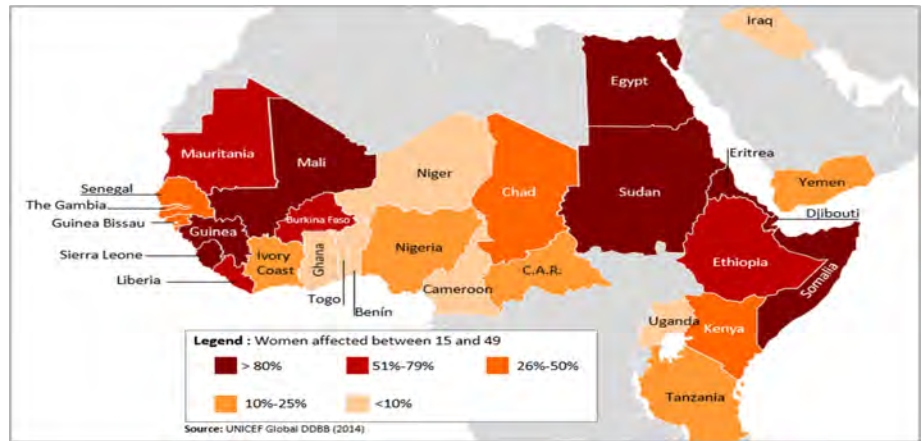 Iraq
Egypt
Mauritania
Mali
Eritrea
Niger
Yemen
Senegal
Chad
Sudan
The Gambia
Djibouti
Guinea Bissau
Burkina Faso
Guinea
Nigeria
Sierra Leone
Ivory
Coast
Ghana
Ethiopia
Somalia
C.A.R.
Liberia
Cameroon
Togo
Benín
Uganda
Kenya
Legend : Women affected between 15 and 49
> 80% 51%-79% 26%-50%
10%-25% <10%
Tanzania
Source: UNICEF Global DDBB (2014)